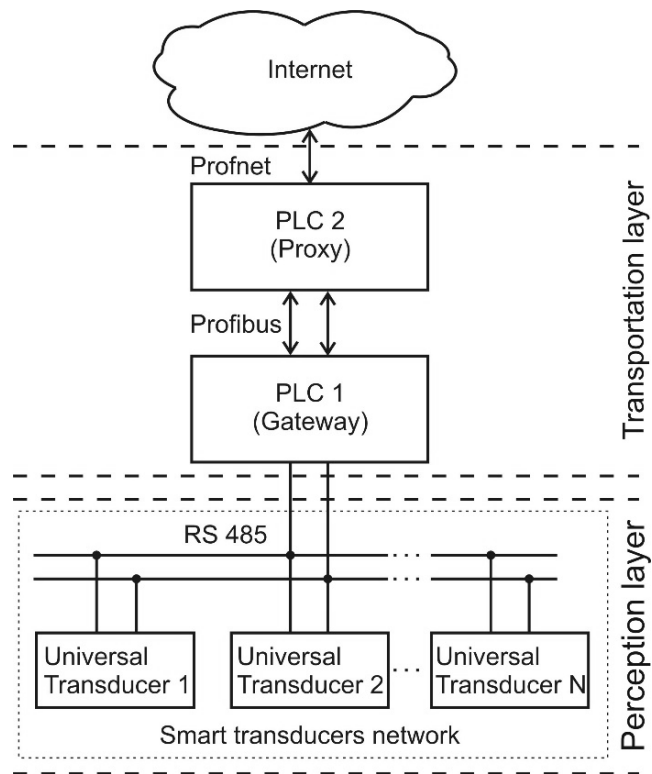 Internet
Profnet
PLC 2
(Proxy)
Profibus
PLC 1
(Gateway)
Transportation layer
RS 485
Universal
Transducer 1
Universal
Transducer 2
Universal
Transducer N
Smart transducers network
Perception layer